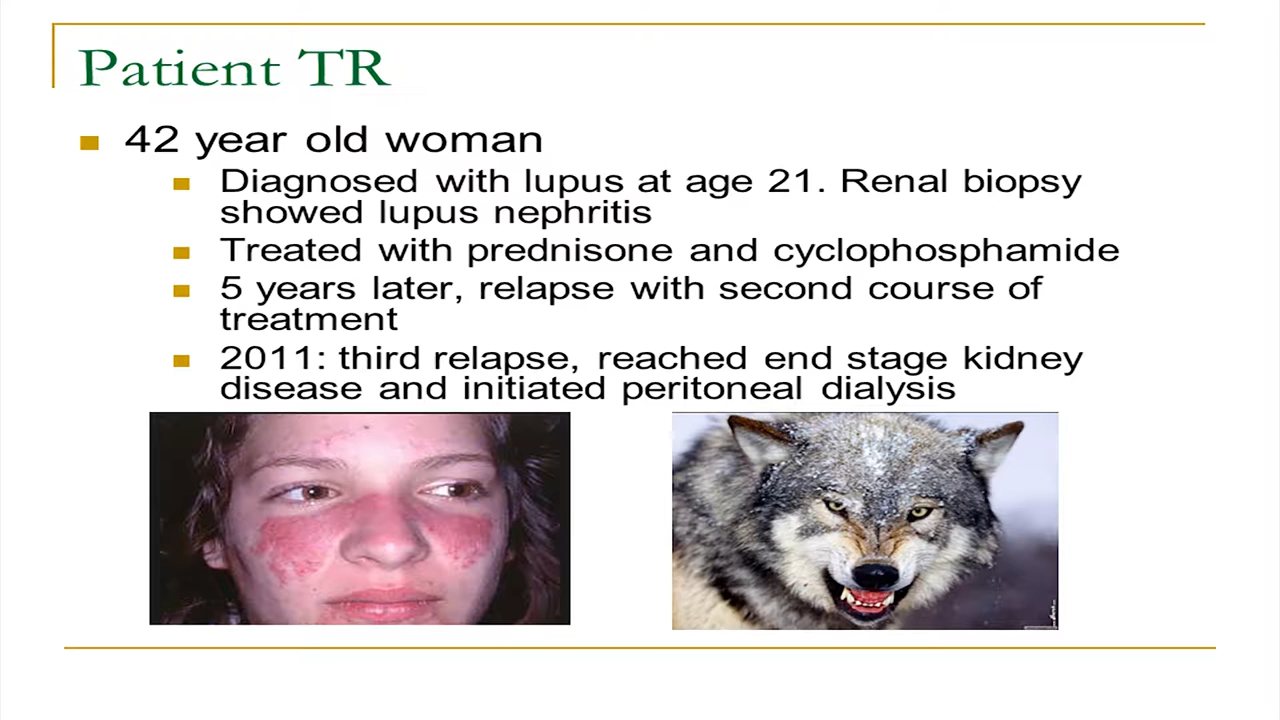 Patient TR
42 year old woman
Diagnosed with lupus at age 21. Renal biopsy
showed lupus nephritis
Treated with prednisone and cyclophosphamide
5 years later, relapse with second course of
treatment
2011: third relapse, reached end stage kidney
disease and initiated peritoneal dialysis